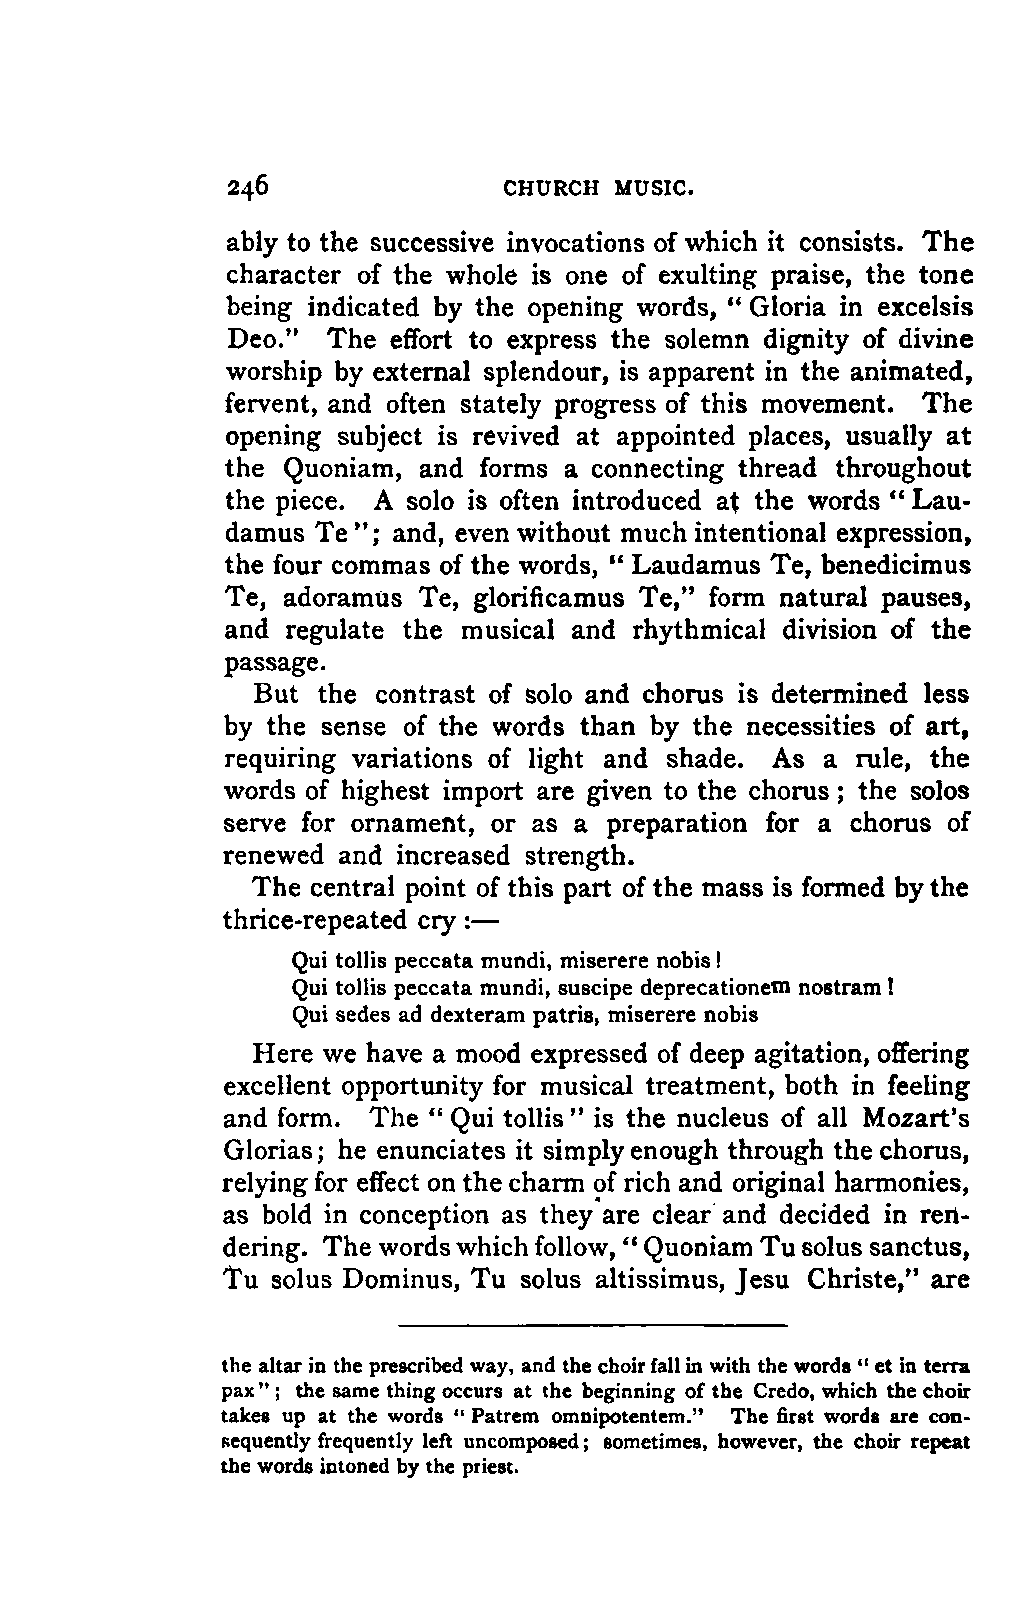 246 CHURCH MUSIC.
ably to the successive invocations of which it consists. The
character of the whole is one of exulting praise, the tone
being indicated by the opening words, “ Gloria in excelsis
Deo.” The effort to express the solemn dignity of divine
worship by external splendour, is apparent in the animated,
fervent, and often stately progress of this movement. The
opening subject is revived at appointed places, usually at
the Quoniam, and forms a connecting thread throughout
the piece. A solo is often introduced at the words “ Lau-
damus Te ”; and, even without much intentional expression,
the four commas of the words, “ Laudamus Te, benedicimus
Te, adoramus Te, glorificamus Te,” form natural pauses,
and regulate the musical and rhythmical division of the
passage.
But the contrast of solo and chorus is determined less
by the sense of the words than by the necessities of art,
requiring variations of light and shade. As a rule, the
words of highest import are given to the chorus ; the solos
serve for ornament, or as a preparation for a chorus of
renewed and increased strength.
The central point of this part of the mass is formed by the
thrice-repeated cry :—
Qui tollis peccata mundi, miserere nobis !
Qui tollis peccata mundi, suscipe deprecationem nostram !
Qui sedes ad dexteram patris, miserere nobis
Here we have a mood expressed of deep agitation, offering
excellent opportunity for musical treatment, both in feeling
and form. The “ Qui tollis ” is the nucleus of all Mozart’s
Glorias ; he enunciates it simply enough through the chorus,
relying for effect on the charm of rich and original harmonies,
as bold in conception as they are clear and decided in ren-
dering. The words which follow, “ Quoniam Tu solus sanctus,
Tu solus Dominus, Tu solus altissimus, Jesu Christe,” are
the altar in the prescribed way, and the choir fall in with the words “ et in terra
pax ” ; the same thing occurs at the beginning of the Credo, which the choir
takes up at the words “ Patrem omnipotentem.” The first words are con-
sequently frequently left uncomposed ; sometimes, however, the choir repeat
the words intoned by the priest.